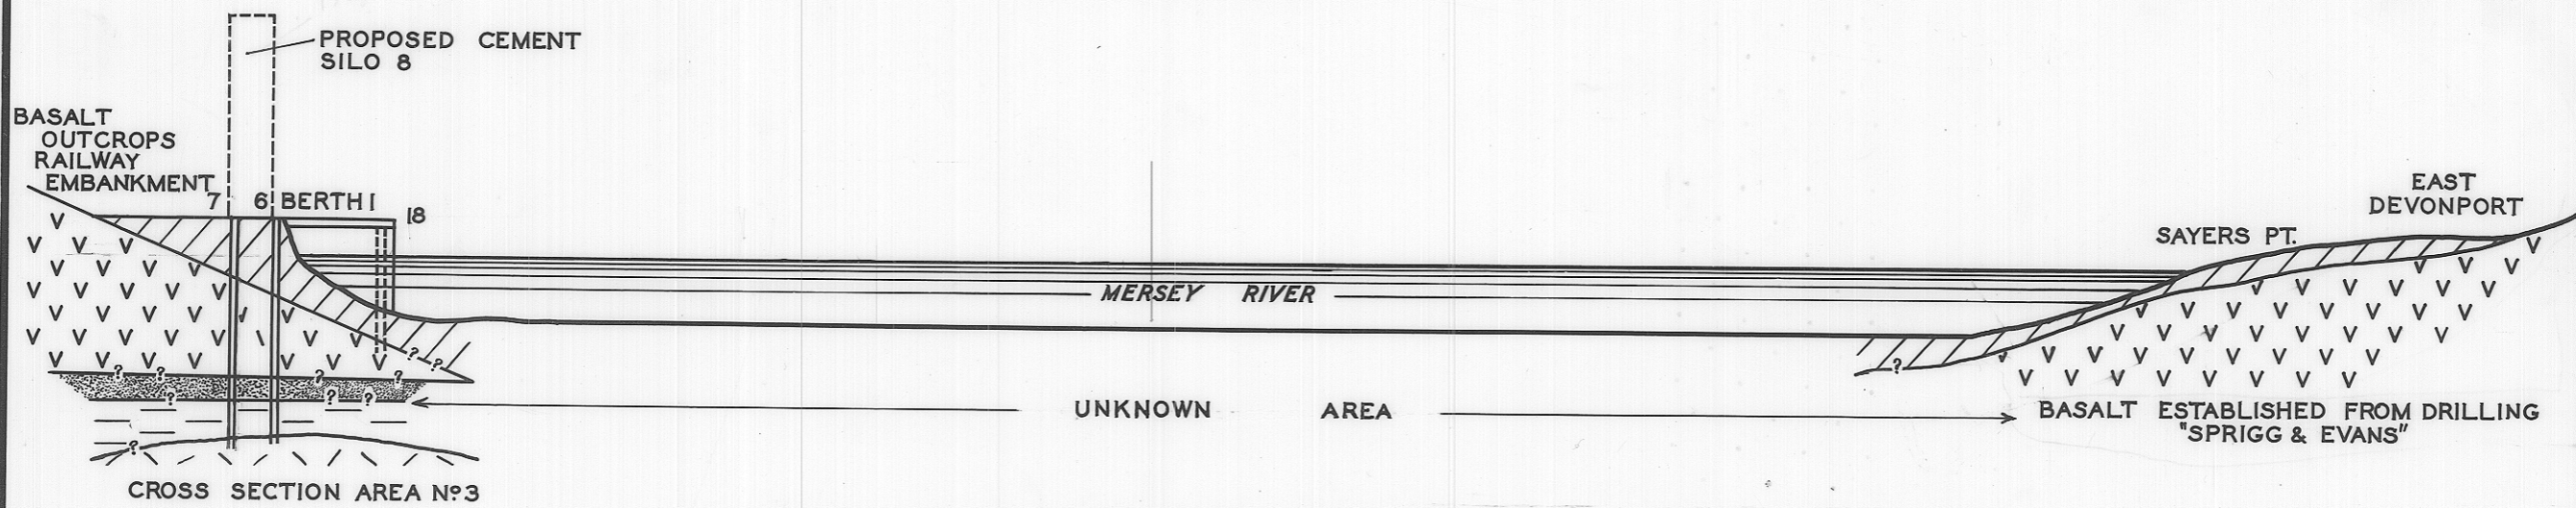 PROPOSED CEMENT
SILO 8
BASALT
OUTCROPS
RAILWAY
EMBANKMENT
7 6 BERTH 1
18
MERSEY RIVER
EAST
DEVONPORT
SAYERS PT.
? ?
? ? ? ?
? ? ?
?
?
UNKNOWN AREA
BASALT ESTABLISHED FROM DRILLING
"SPRIGG & EVANS"
CROSS SECTION AREA Nº3